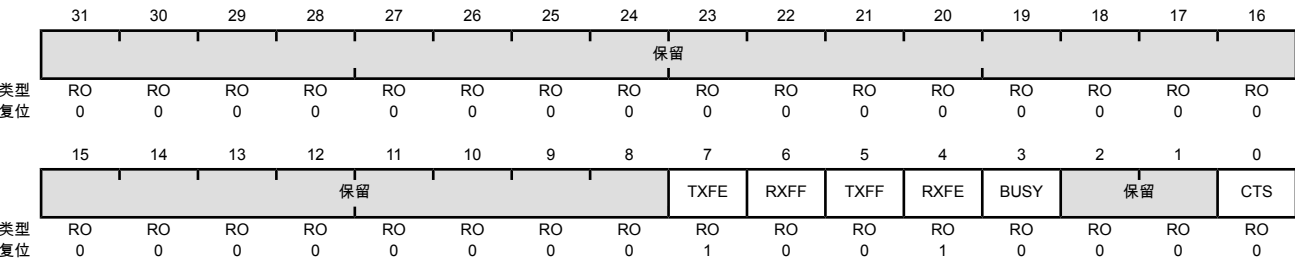 31 30 29 28 27 26 25 24 23 22 21 20 19 18 17 16
保留
类型 RO RO RO RO RO RO RO RO RO RO RO RO RO RO RO RO
复位 0 0 0 0 0 0 0 0 0 0 0 0 0 0 0 0
15 14 13 12 11 10 9 8 7 6 5 4 3 2 1 0
保留 TXFE RXFF TXFF RXFE BUSY 保留 CTS
类型 RO RO RO RO RO RO RO RO RO RO RO RO RO RO RO RO
复位 0 0 0 0 0 0 0 0 1 0 0 1 0 0 0 0